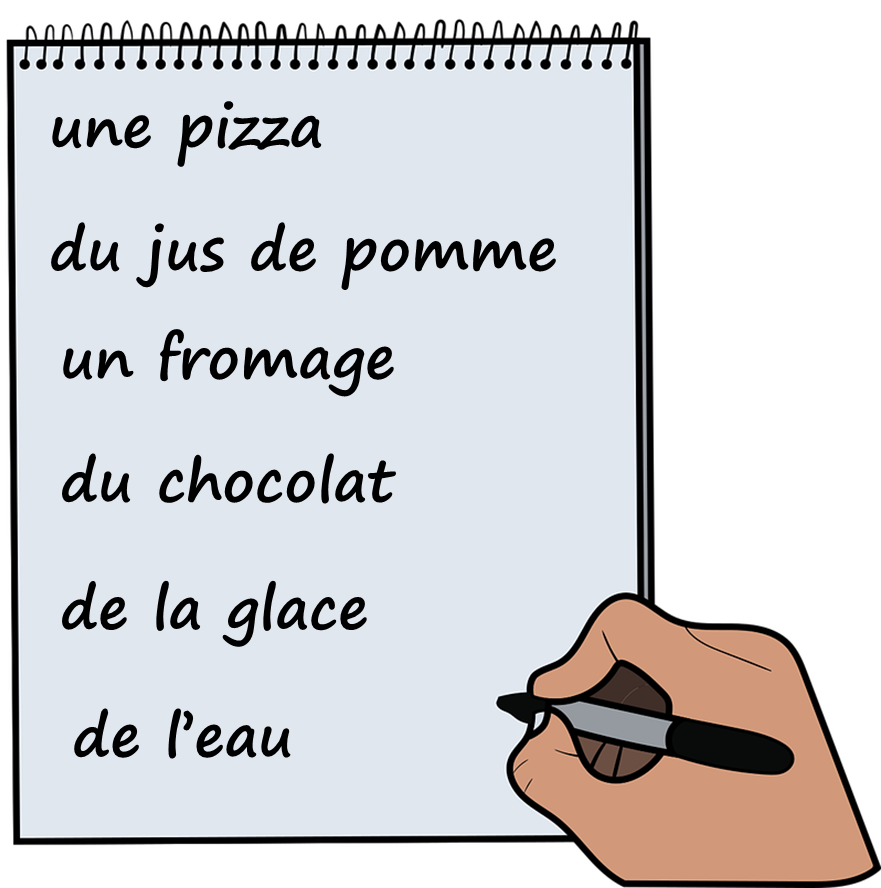 une pizza
du jus de pomme
un fromage
du chocolat
de la glace
de l’eau